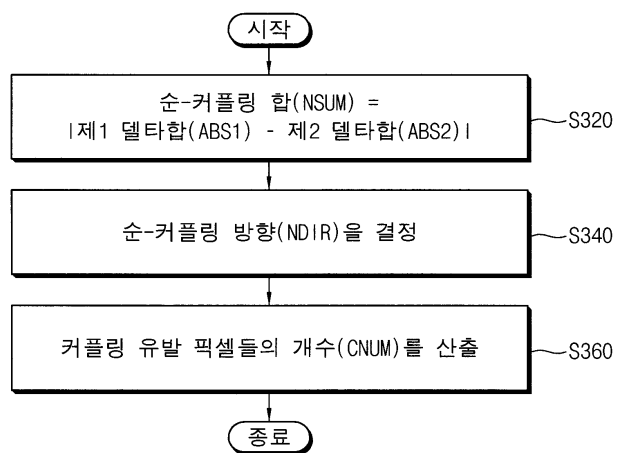 시작
순-커플링 합(NSUM) =
|제1 델타합(ABS1) - 제2 델타합(ABS2)|
S320
순-커플링 방향(NDIR)을 결정
S340
커플링 유발 픽셀들의 개수(CNUM)를 산출
S360
종료